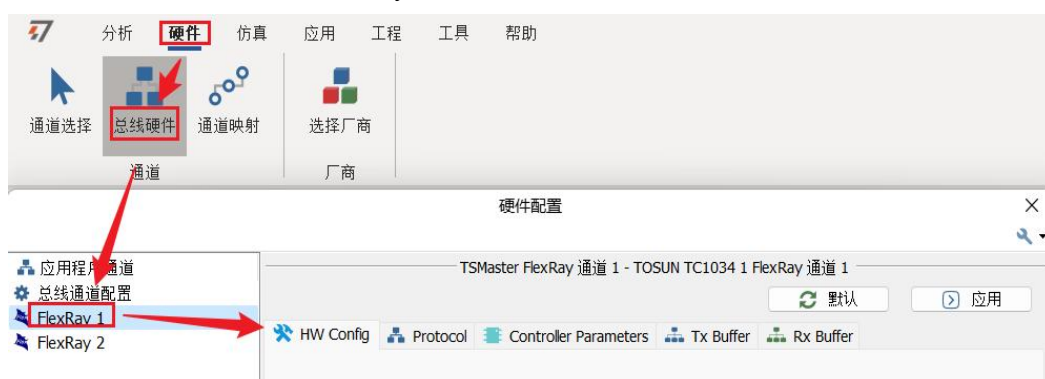 分析 硬件 仿真 应用 工程 工具 帮助
通道选择 总线硬件 通道映射 选择厂商
通道 厂商
硬件配置
应用程序通道
总线通道配置
FlexRay 1
FlexRay 2
TSMaster FlexRay 通道 1 - TOSUN TC1034 1 FlexRay 通道 1
默认 应用
HW Config Protocol Controller Parameters Tx Buffer Rx Buffer